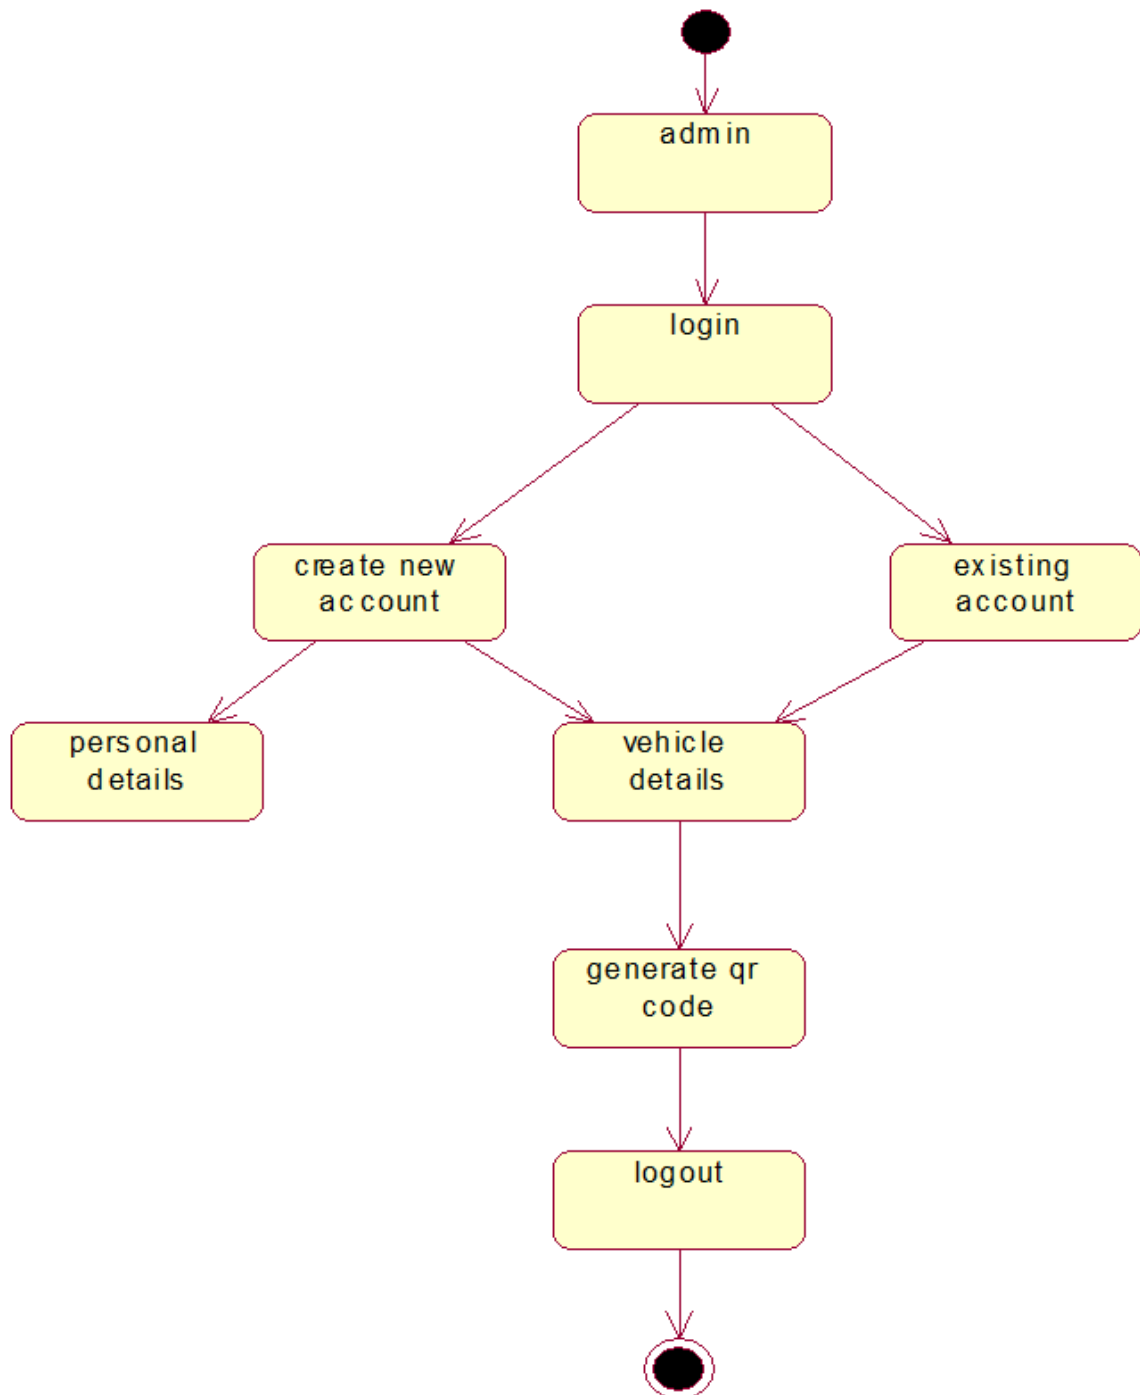 admin
login
create new
account
existing
account
personal
details
vehicle
details
generate qr
code
logout